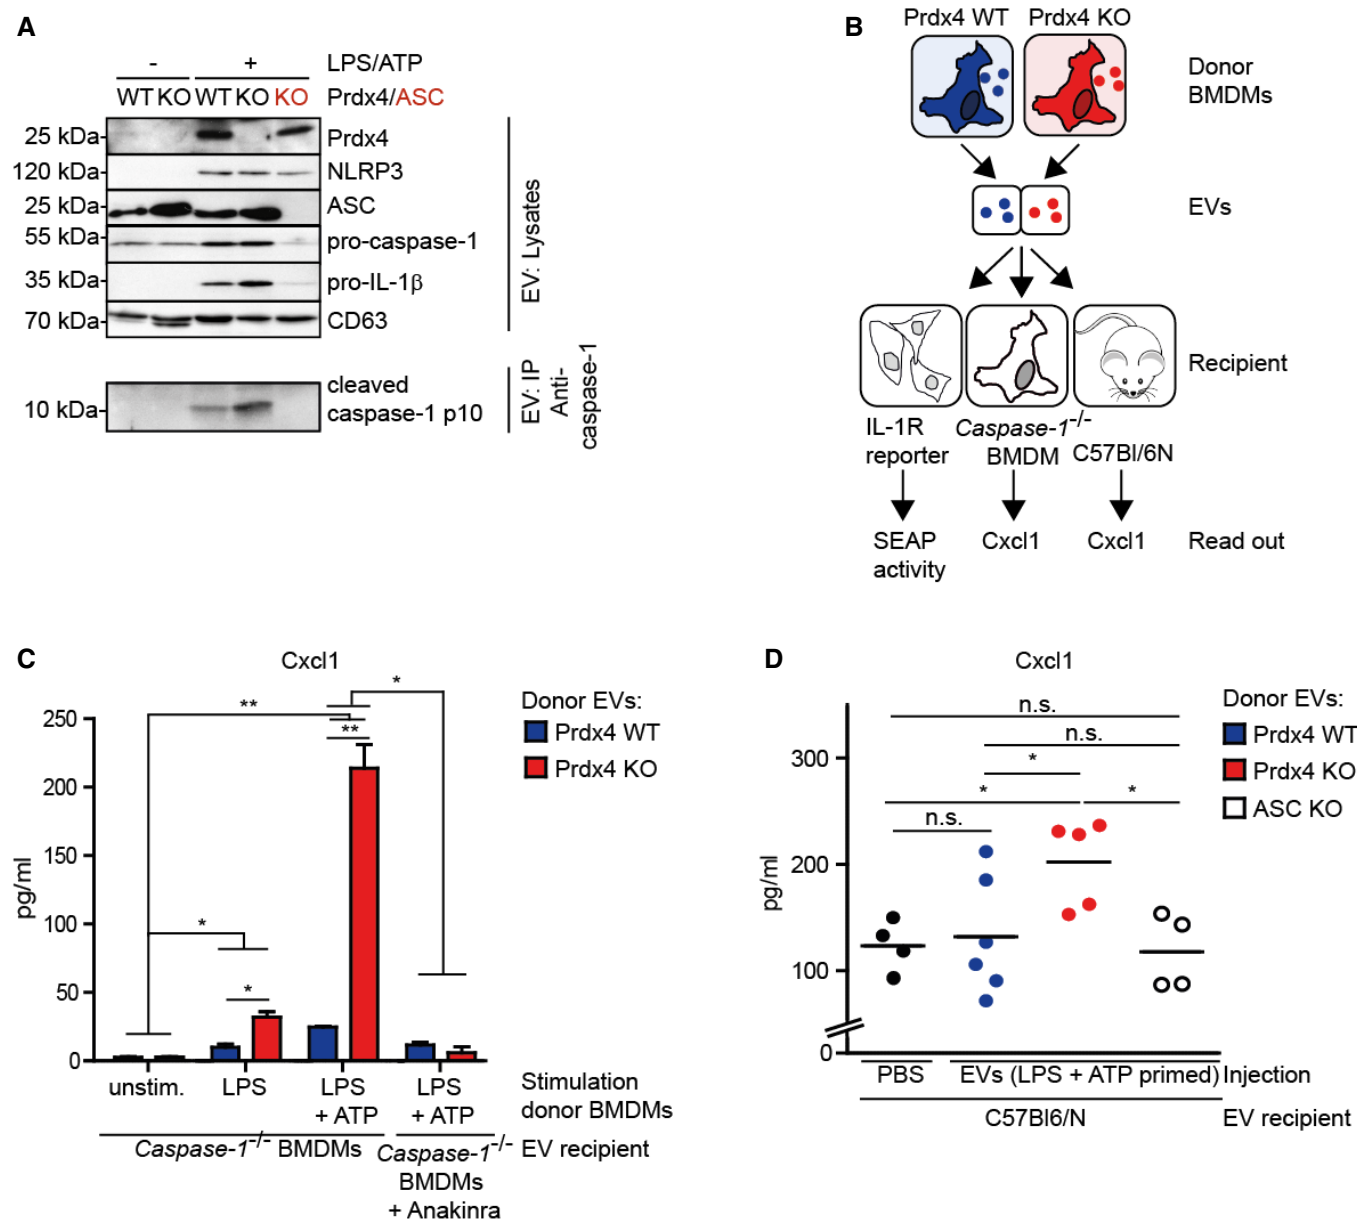 A
- + LPS/ATP
WT KO WT KO KO Prdx4/ASC
25 kDa- Prdx4
120 kDa- NLRP3
25 kDa- ASC
55 kDa- pro-caspase-1
35 kDa- pro-IL-1β
70 kDa- CD63
EV: Lysates
10 kDa- cleaved
caspase-1 p10
EV: IP
Anti-
caspase-1
B
Prdx4 WT Prdx4 KO
Donor
BMDMs
EVs
Recipient
IL-1R
reporter
Caspase-1-/-
BMDM
C57Bl/6N
SEAP
activity
Cxcl1
Cxcl1
Read out
C
Cxcl1
Donor EVs:
Prdx4 WT
Prdx4 KO
pg/ml
250
200
150
100
50
0
**
*
**
*
*
unstim.
LPS
LPS
+ ATP
LPS
+ ATP
Stimulation
donor BMDMs
Caspase-1-/- BMDMs
Caspase-1-/-
BMDMs
+ Anakinra
EV recipient
D
Cxcl1
Donor EVs:
Prdx4 WT
Prdx4 KO
ASC KO
pg/ml
300
200
100
0
n.s.
n.s.
*
*
*
n.s.
PBS
EVs (LPS + ATP primed)
Injection
C57Bl6/N
EV recipient